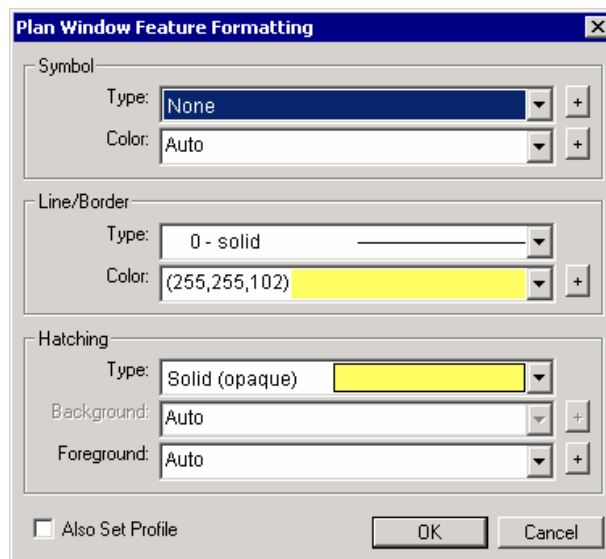 Plan Window Feature Formatting
Symbol
Type: None +
Color: Auto +
Line/Border
Type: 0 - solid
Color: (255,255,102) +
Hatching
Type: Solid (opaque)
Background: Auto +
Foreground: Auto +
Also Set Profile OK Cancel